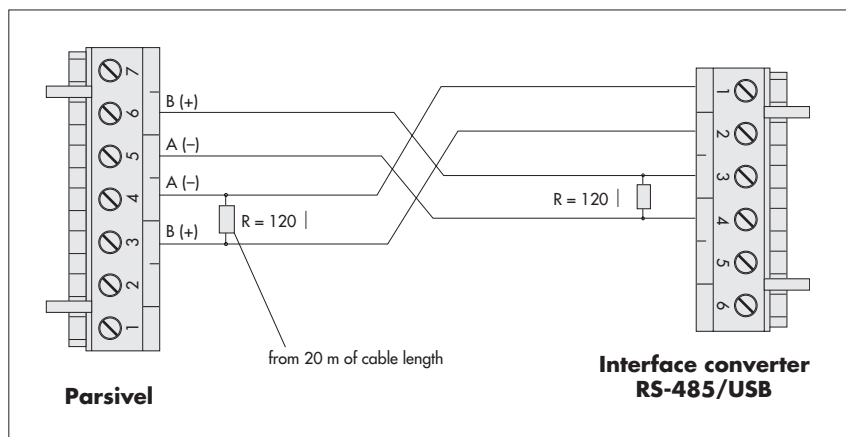 7
6
5
4
3
2
1
B (+)
A (–)
A (–)
B (+)
R = 120 |
from 20 m of cable length
Parsivel
R = 120 |
1
2
3
4
5
6
Interface converter
RS-485/USB